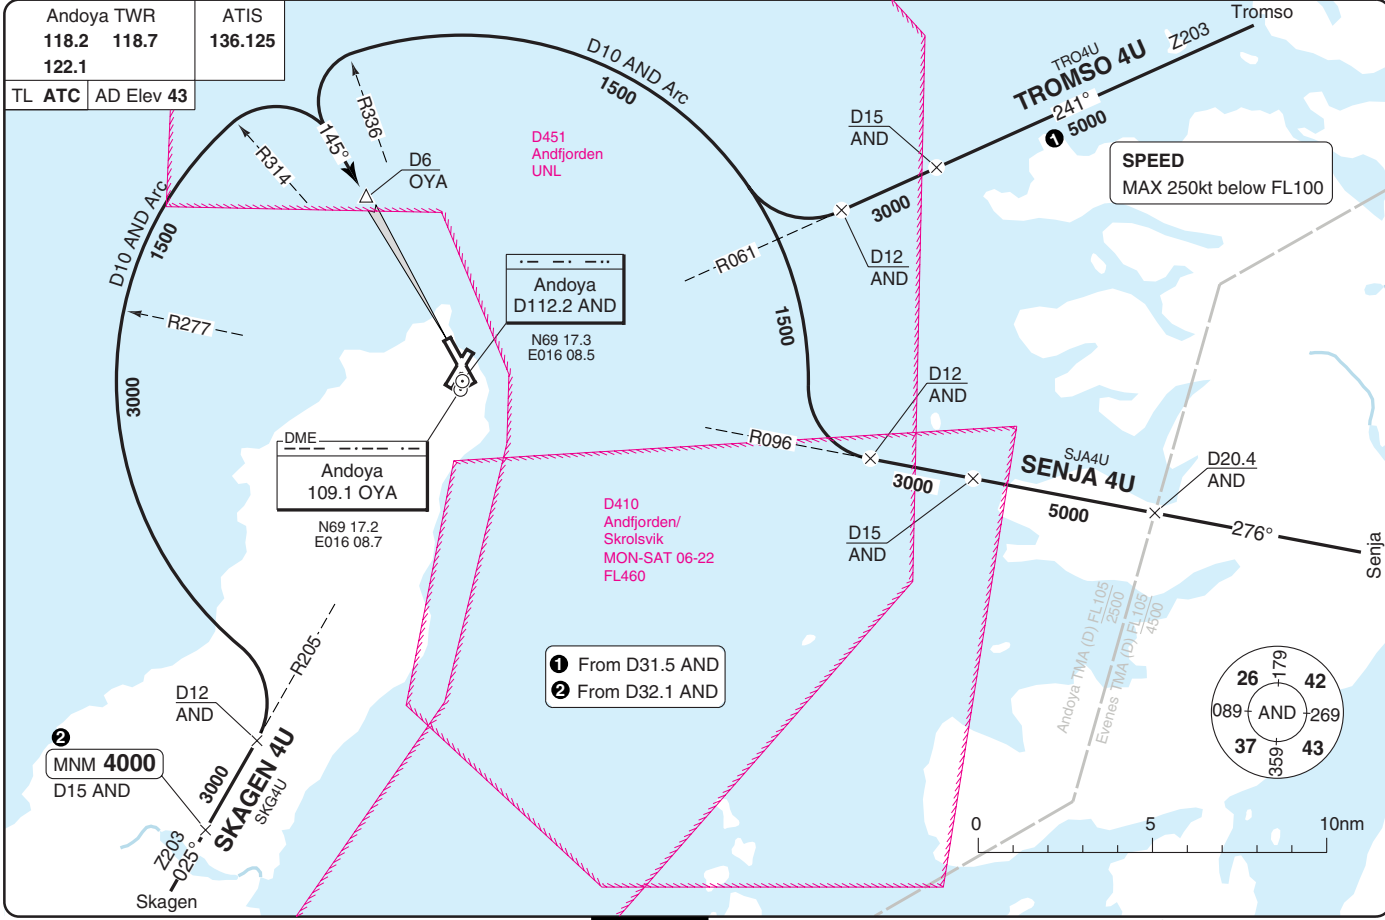 Andoya TWR
118.2 118.7
122.1
ATIS
136.125
TL ATC
AD Elev 43
D10 AND Arc
1500
R336
R314
145°
D6
OYA
D10 AND Arc
1500
R277
3000
D451
Andfjorden
UNL
Andoya
D112.2 AND
N69 17.3
E016 08.5
DME
Andoya
109.1 OYA
N69 17.2
E016 08.7
Tromso
Z203
TRO4U
TROMSO 4U
241°
1 5000
D15
AND
3000
D12
AND
R061
SPEED
MAX 250kt below FL100
1500
D12
AND
R096
3000
D15
AND
SJA4U
SENJA 4U
5000
D20.4
AND
276°
Senja
D410
Andfjorden/
Skrolsvik
MON-SAT 06-22
FL460
1 From D31.5 AND
2 From D32.1 AND
Andoya TMA (D) FL105
2500
Evenes TMA (D) FL105
4500
R205
D12
AND
2
MNM 4000
D15 AND
3000
SKAGEN 4U
SKG4U
Z203
025°
Skagen
179
26 42
089 AND 269
37 43
359
0 5 10nm